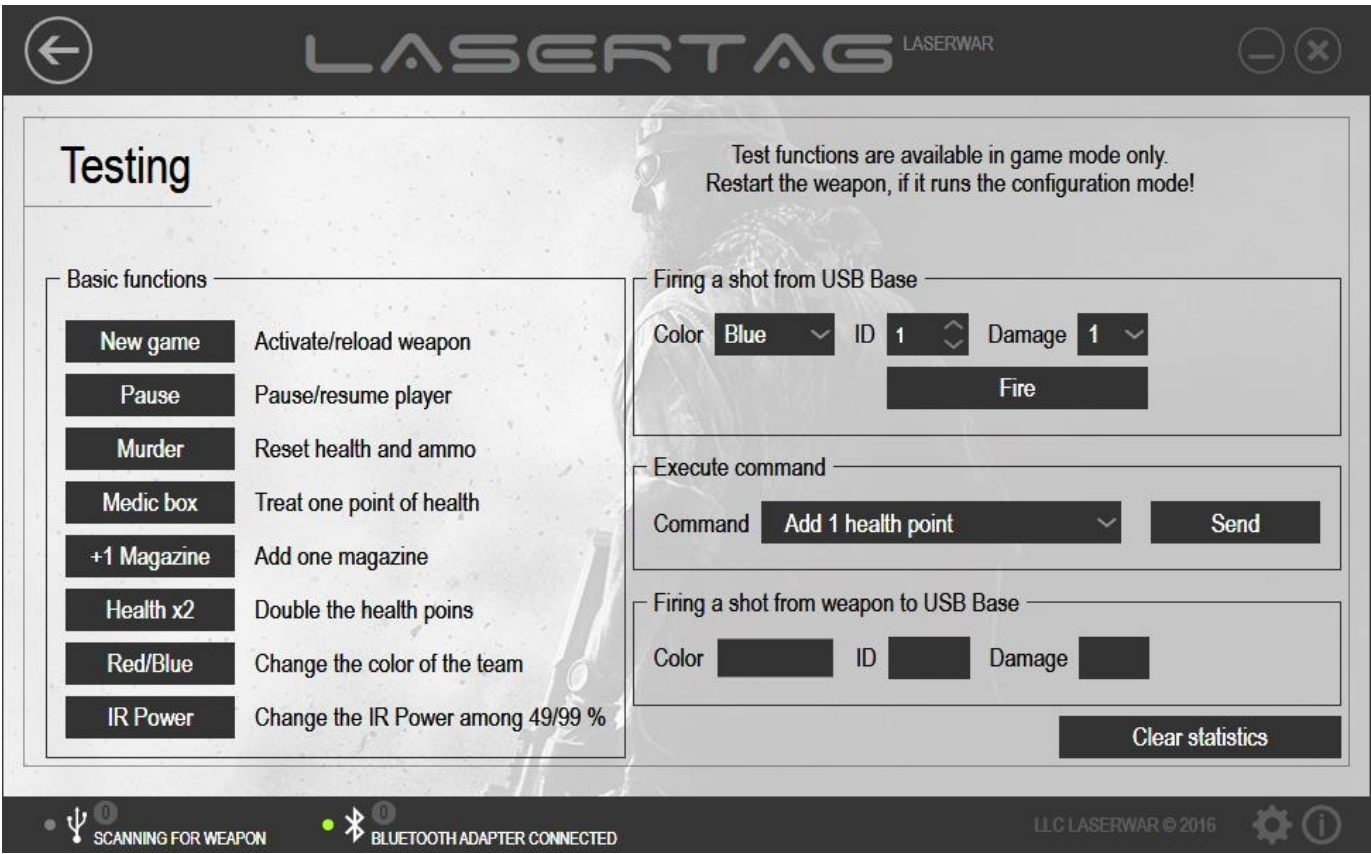 LASERTAG LASERWAR
Testing
Test functions are available in game mode only.
Restart the weapon, if it runs the configuration mode!
Basic functions
New game Activate/reload weapon
Pause Pause/resume player
Murder Reset health and ammo
Medic box Treat one point of health
+1 Magazine Add one magazine
Health x2 Double the health poins
Red/Blue Change the color of the team
IR Power Change the IR Power among 49/99 %
Firing a shot from USB Base
Color Blue ID 1 Damage 1
Fire
Execute command
Command Add 1 health point Send
Firing a shot from weapon to USB Base
Color ID Damage
Clear statistics
0
SCANNING FOR WEAPON
0
BLUETOOTH ADAPTER CONNECTED
LLC LASERWAR © 2016